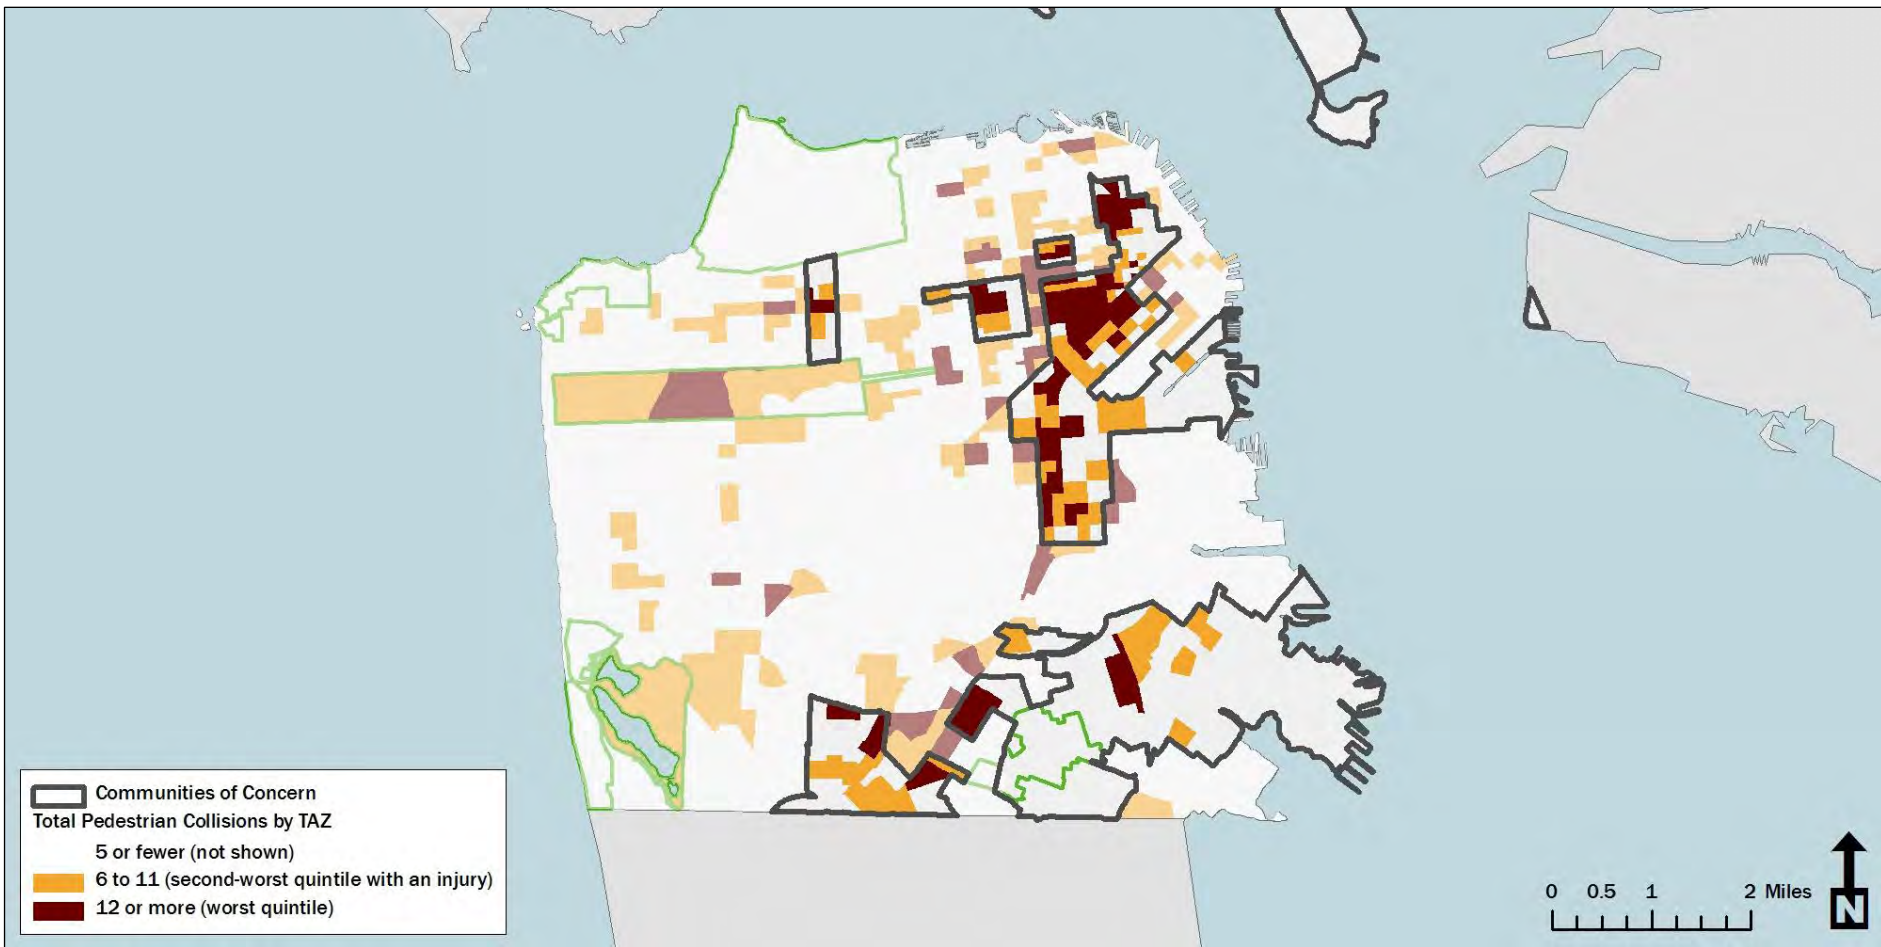 Communities of Concern
Total Pedestrian Collisions by TAZ
5 or fewer (not shown)
6 to 11 (second-worst quintile with an injury)
12 or more (worst quintile)
0 0.5 1 2 Miles
N